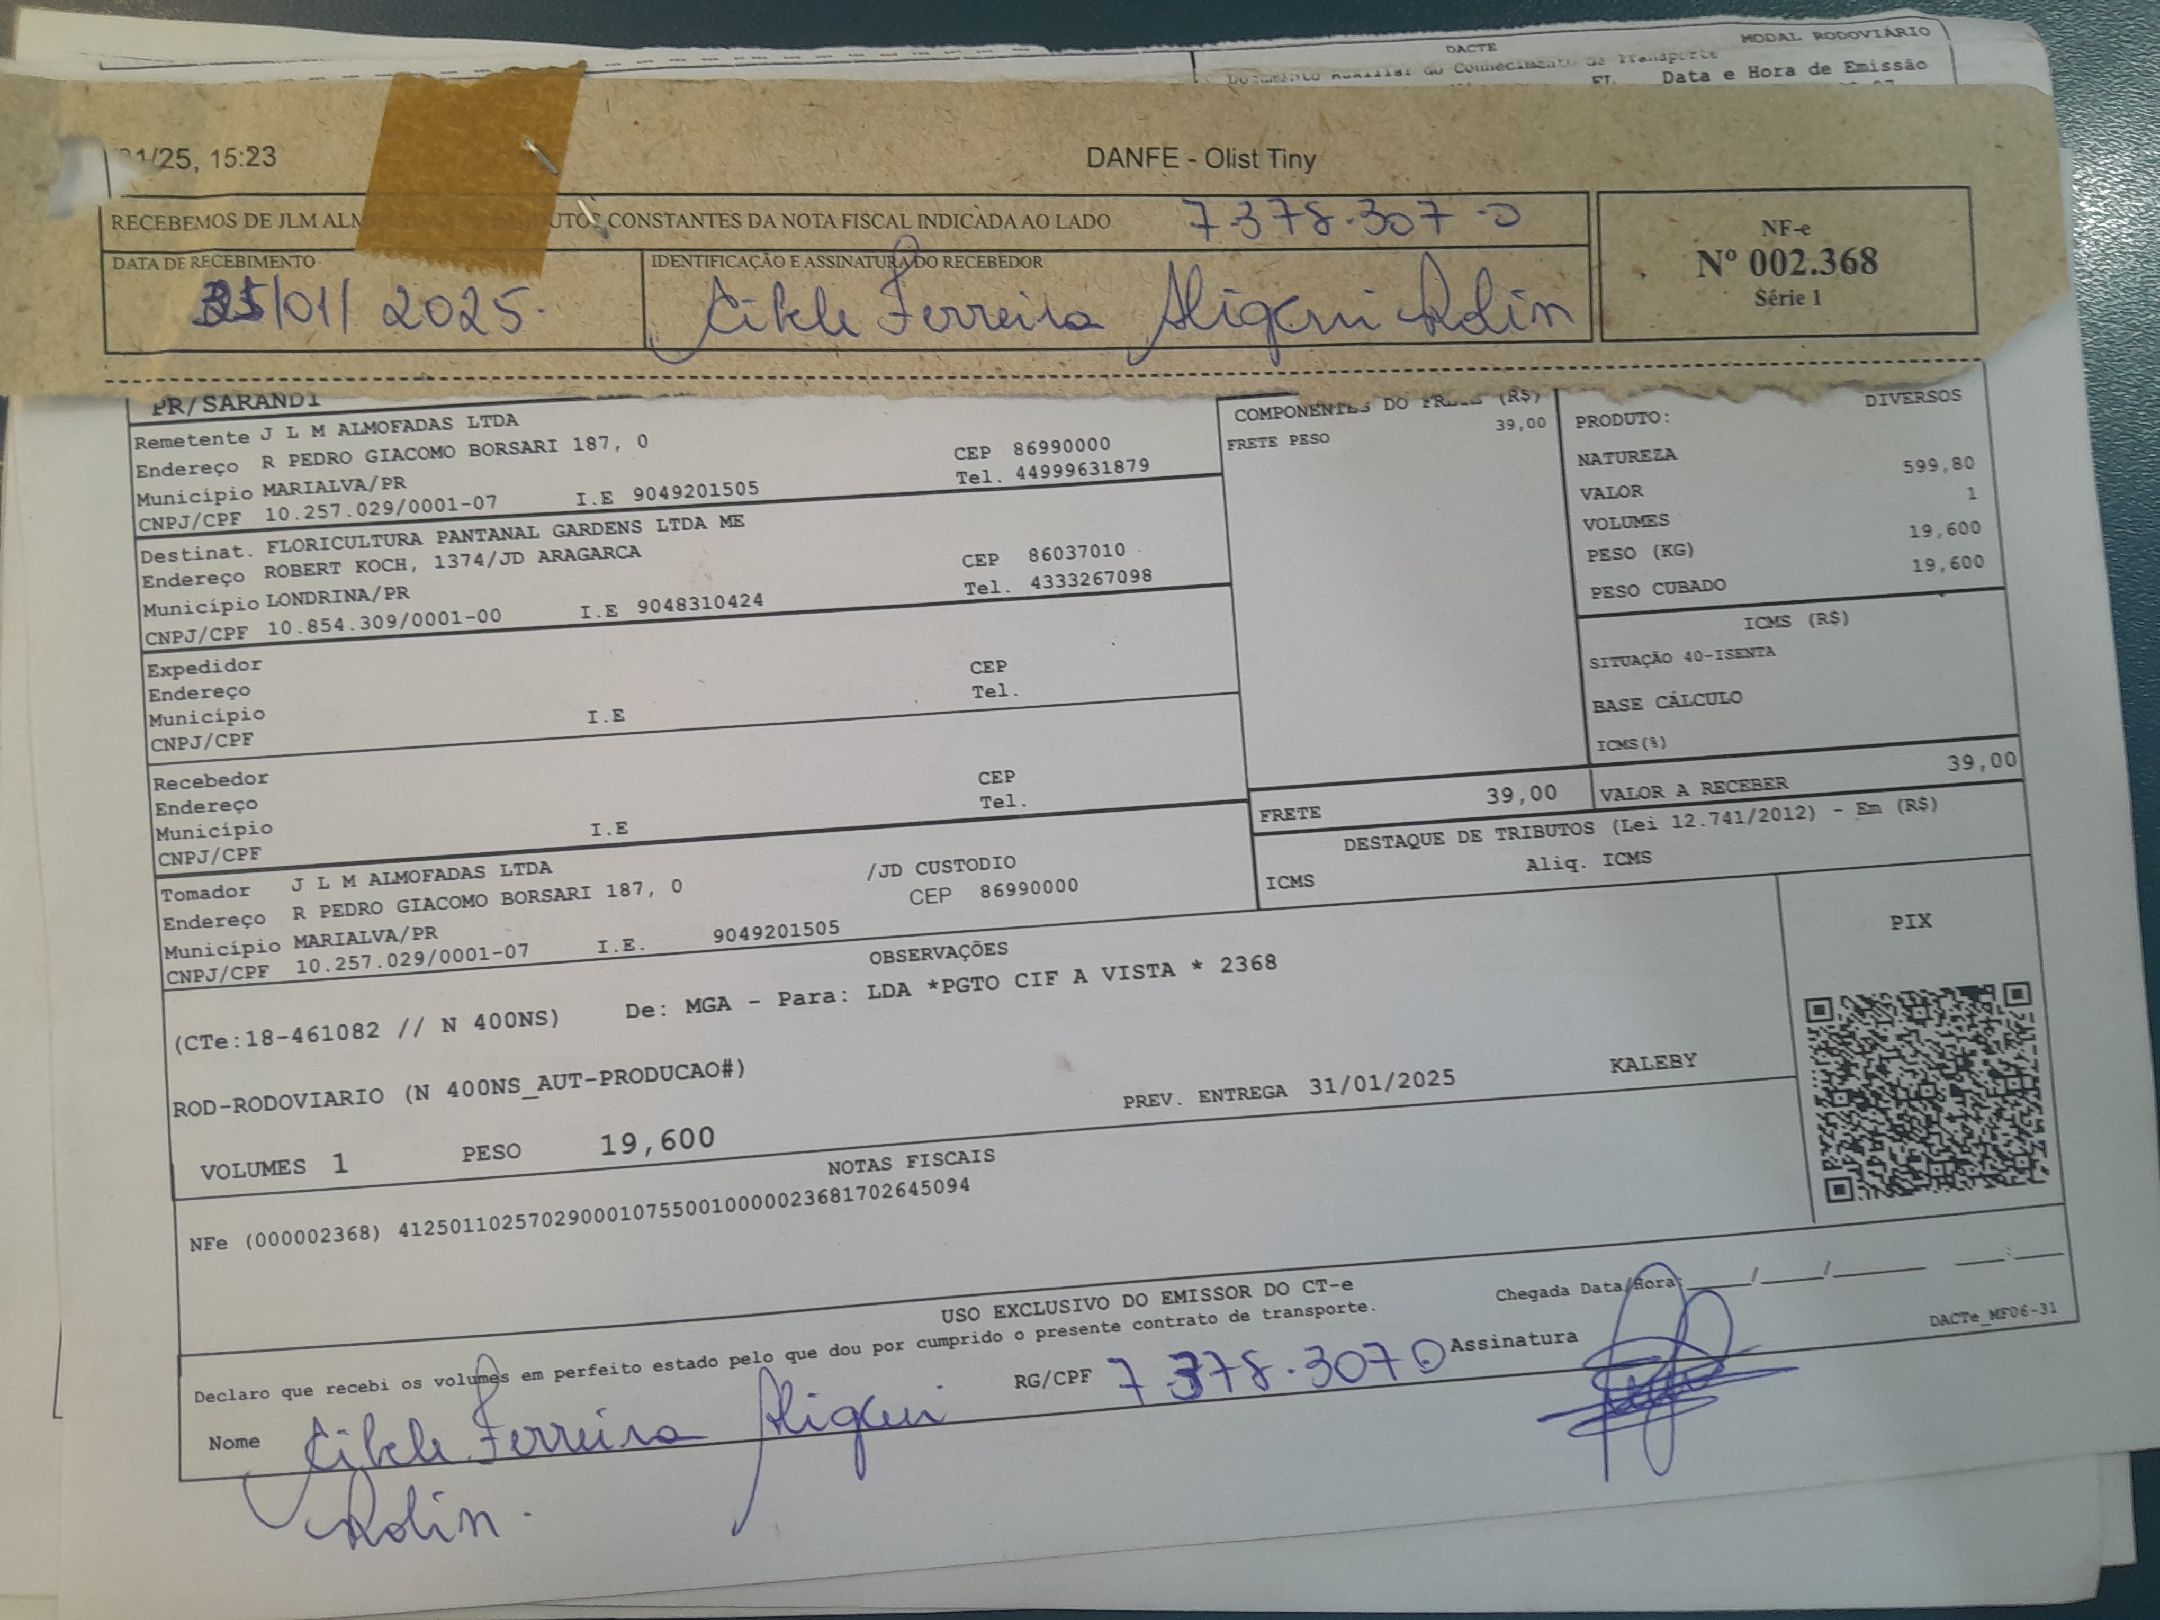 DACTE
MODAL RODOVIÁRIO
Documento Auxiliar do Conhecimento de Transporte
Data e Hora de Emissão
/25, 15:23
DANFE - Olist Tiny
RECEBEMOS DE JLM CONSTANTES DA NOTA FISCAL INDICADA AO LADO 7.378.307-0
NF-e
Nº 002.368
Série 1
DATA DE RECEBIMENTO
/01/2025.
IDENTIFICAÇÃO E ASSINATURA DO RECEBEDOR
Ferreira Rolin
PR/SARANDI
Remetente J L M ALMOFADAS LTDA
Endereço R PEDRO GIACOMO BORSARI 187, 0 CEP 86990000
Município MARIALVA/PR Tel. 44999631879
CNPJ/CPF 10.257.029/0001-07 I.E 9049201505
Destinat. FLORICULTURA PANTANAL GARDENS LTDA ME
Endereço ROBERT KOCH, 1374/JD ARAGARCA CEP 86037010
Município LONDRINA/PR Tel. 4333267098
CNPJ/CPF 10.854.309/0001-00 I.E 9048310424
Expedidor
Endereço CEP
Município Tel.
CNPJ/CPF I.E
Recebedor
Endereço CEP
Município Tel.
CNPJ/CPF I.E
Tomador J L M ALMOFADAS LTDA
Endereço R PEDRO GIACOMO BORSARI 187, 0 /JD CUSTODIO
Município MARIALVA/PR CEP 86990000
CNPJ/CPF 10.257.029/0001-07 I.E. 9049201505
COMPONENTES DO FRETE (R$)
FRETE PESO 39,00
FRETE 39,00
PRODUTO: DIVERSOS
NATUREZA
VALOR 599,80
VOLUMES 1
PESO (KG) 19,600
PESO CUBADO 19,600
ICMS (R$)
SITUAÇÃO 40-ISENTA
BASE CÁLCULO
ICMS(%)
VALOR A RECEBER 39,00
DESTAQUE DE TRIBUTOS (Lei 12.741/2012) - Em (R$)
ICMS Aliq. ICMS
OBSERVAÇÕES
(CTe:18-461082 // N 400NS) De: MGA - Para: LDA *PGTO CIF A VISTA * 2368
ROD-RODOVIARIO (N 400NS_AUT-PRODUCAO#)
PREV. ENTREGA 31/01/2025 KALEBY
VOLUMES 1 PESO 19,600
PIX
NOTAS FISCAIS
NFe (000002368) 41250110257029000107550010000023681702645094
USO EXCLUSIVO DO EMISSOR DO CT-e
Declaro que recebi os volumes em perfeito estado pelo que dou por cumprido o presente contrato de transporte.
Chegada Data/Hora: / / :
Nome Ferreira
Rolin.
RG/CPF 7.378.3070 Assinatura
DACTe_MF06-31